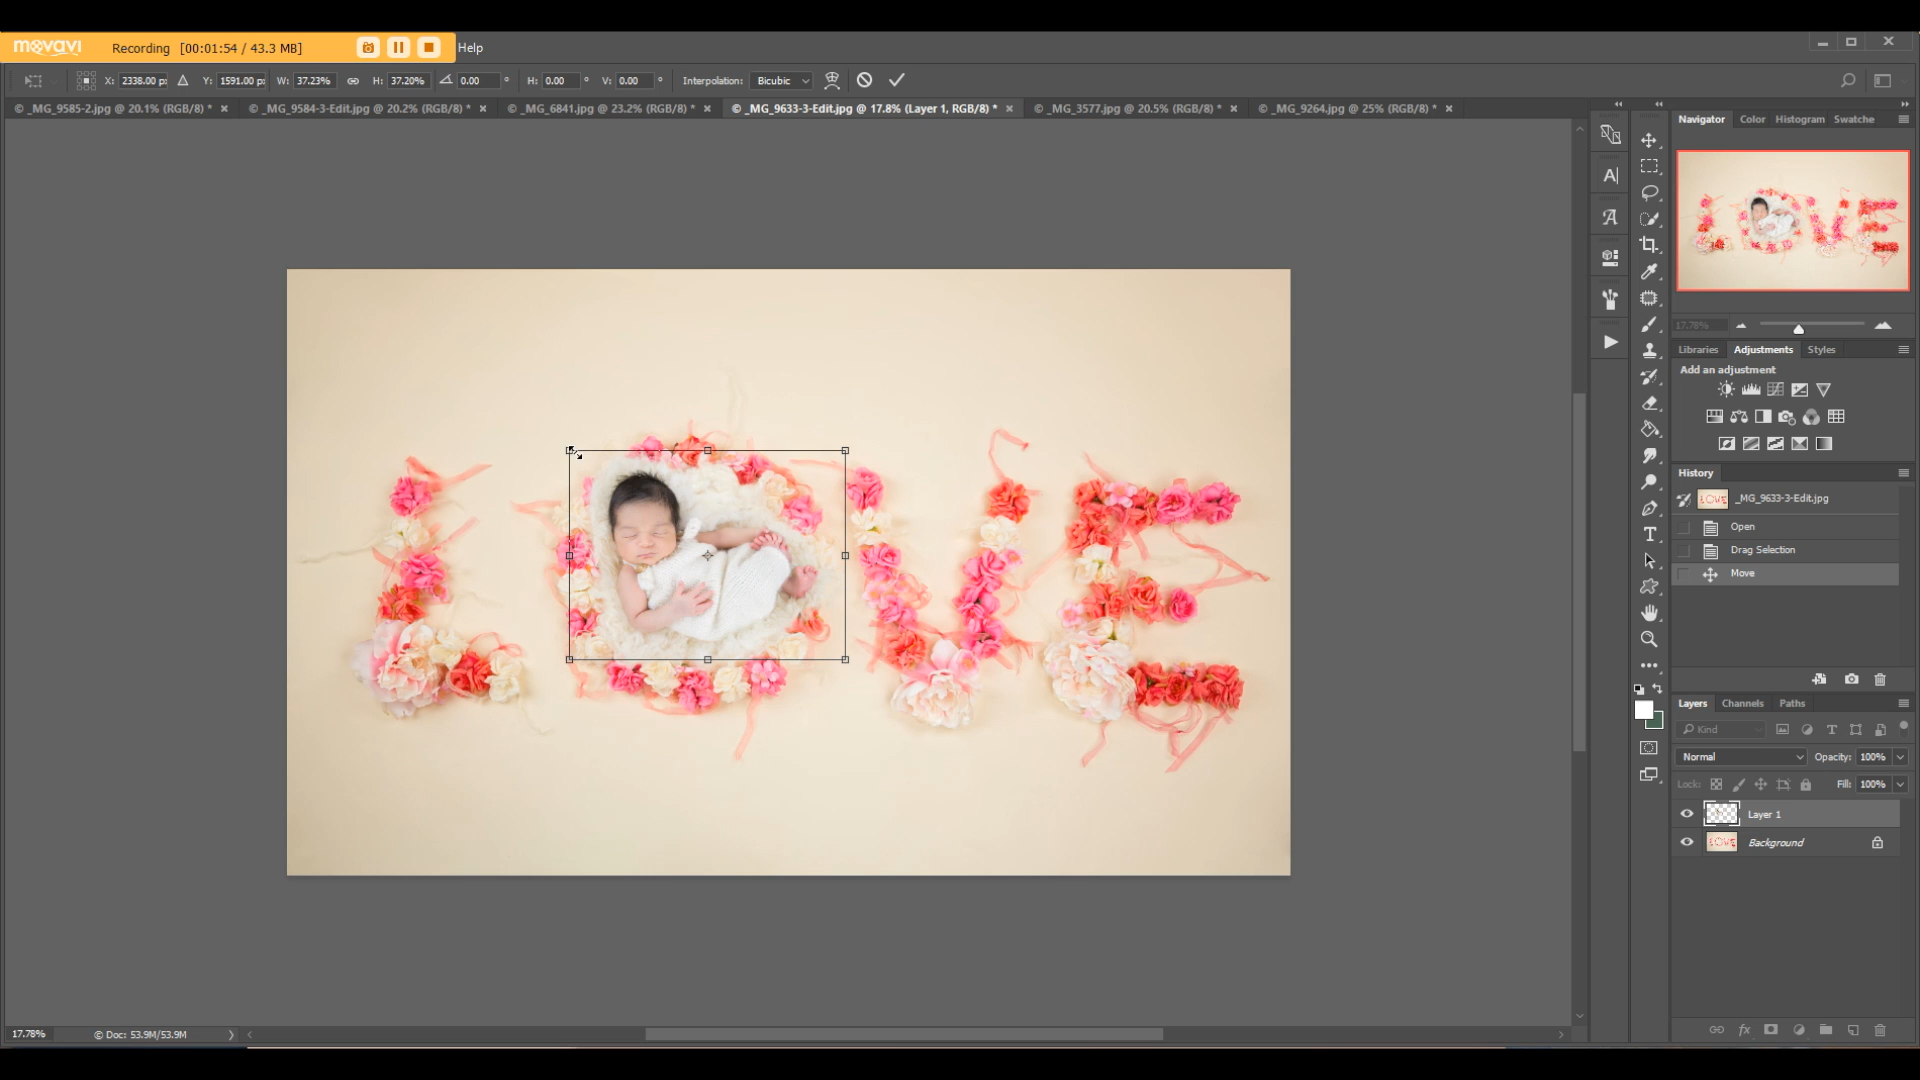 movavi Recording [00:01:54 / 43.3 MB] Help
X: 2338.00 px Y: 1591.00 px W: 37.23% H: 37.20% 0.00 ° H: 0.00 ° V: 0.00 ° Interpolation: Bicubic
© _MG_9585-2.jpg @ 20.1% (RGB/8) * × © _MG_9584-3-Edit.jpg @ 20.2% (RGB/8) * × © _MG_6841.jpg @ 23.2% (RGB/8) * × © _MG_9633-3-Edit.jpg @ 17.8% (Layer 1, RGB/8) * × © _MG_3577.jpg @ 20.5% (RGB/8) * × © _MG_9264.jpg @ 25% (RGB/8) * ×
Navigator Color Histogram Swatche
LOVE
17.78%
Libraries Adjustments Styles
Add an adjustment
History
_MG_9633-3-Edit.jpg
Open
Drag Selection
Move
LOVE
Layers Channels Paths
Kind
Normal Opacity: 100%
Lock: Fill: 100%
Layer 1
Background
17.78% © Doc: 53.9M/53.9M